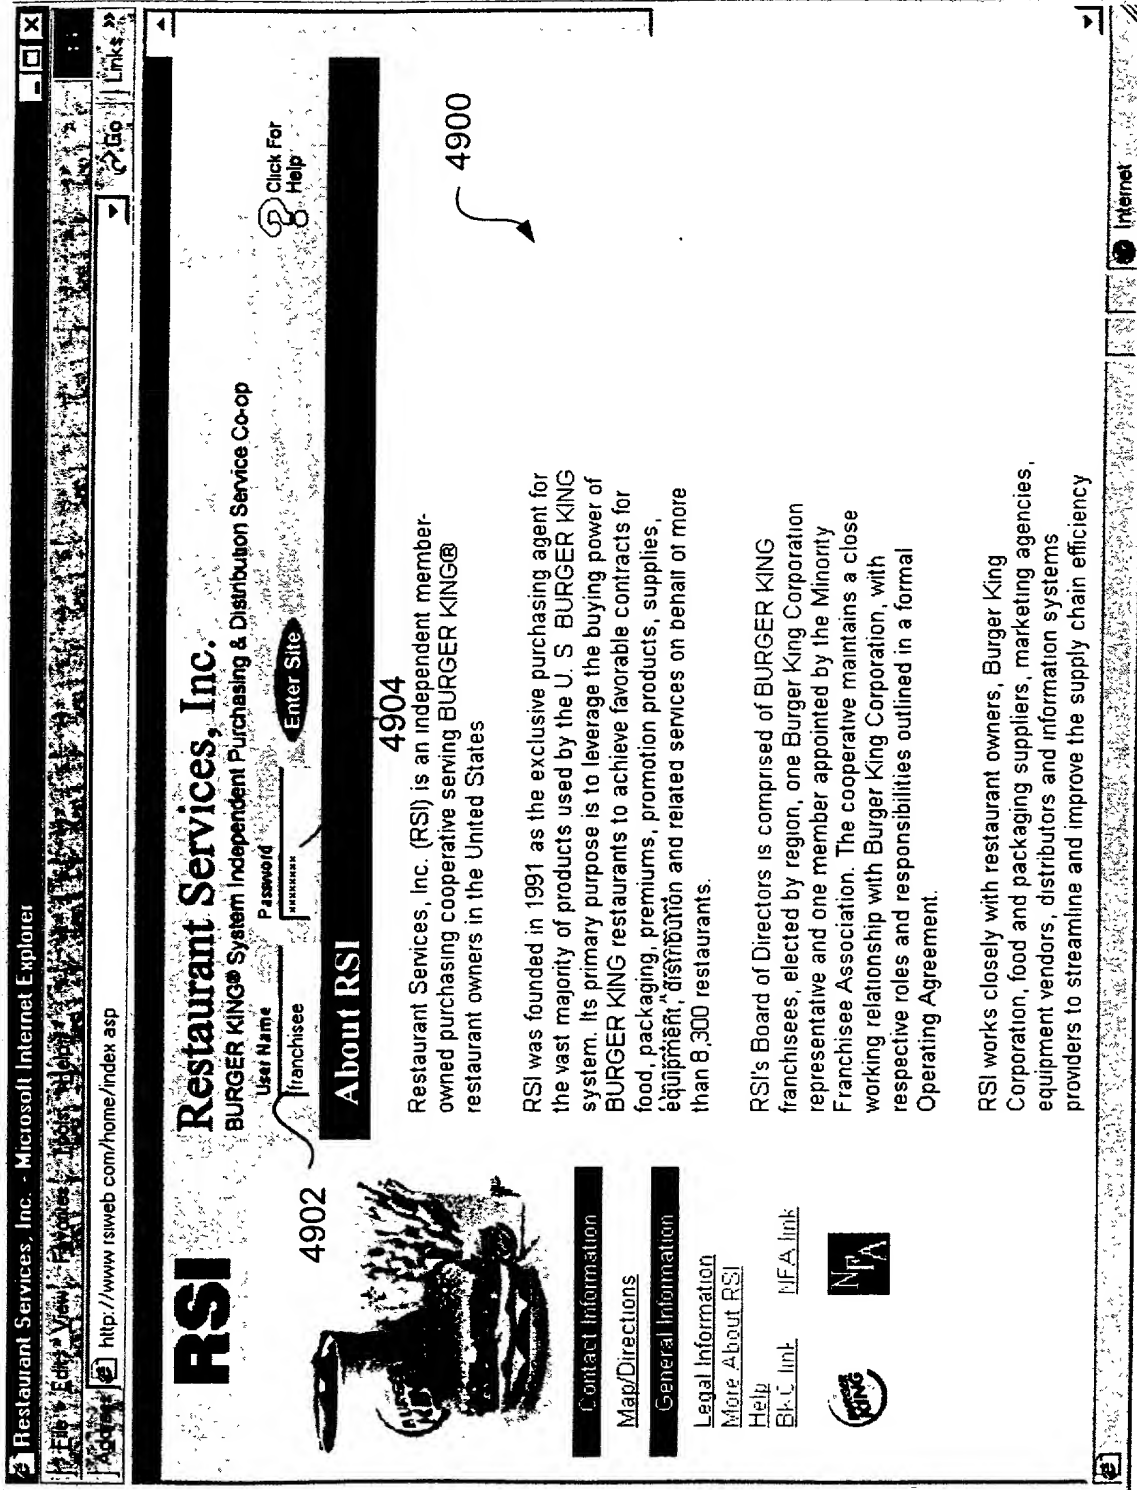 Restaurant Services, Inc. - Microsoft Internet Explorer
File Edit View Favorites Tools Help
Address http://www rsiweb com/home/index asp Go Links »
RSI
Restaurant Services, Inc.
BURGER KING® System Independent Purchasing & Distribution Service Co-op
User Name Password
franchisee ******** Enter Site
Click For
Help
4902
4904
4900
About RSI
Contact Information
Map/Directions
General Information
Legal Information
More About RSI
Help
BKC link NFA link
BURGER
KING
NFA
Restaurant Services, Inc. (RSI) is an independent member-
owned purchasing cooperative serving BURGER KING®
restaurant owners in the United States
RSI was founded in 1991 as the exclusive purchasing agent for
the vast majority of products used by the U. S BURGER KING
system. Its primary purpose is to leverage the buying power of
BURGER KING restaurants to achieve favorable contracts for
food, packaging, premiums, promotion products, supplies,
equipment, distribution and related services on behalf of more
than 8,300 restaurants.
RSI's Board of Directors is comprised of BURGER KING
franchisees, elected by region, one Burger King Corporation
representative and one member appointed by the Minority
Franchisee Association. The cooperative maintains a close
working relationship with Burger King Corporation, with
respective roles and responsibilities outlined in a formal
Operating Agreement.
RSI works closely with restaurant owners, Burger King
Corporation, food and packaging suppliers, marketing agencies,
equipment vendors, distributors and information systems
providers to streamline and improve the supply chain efficiency
Internet